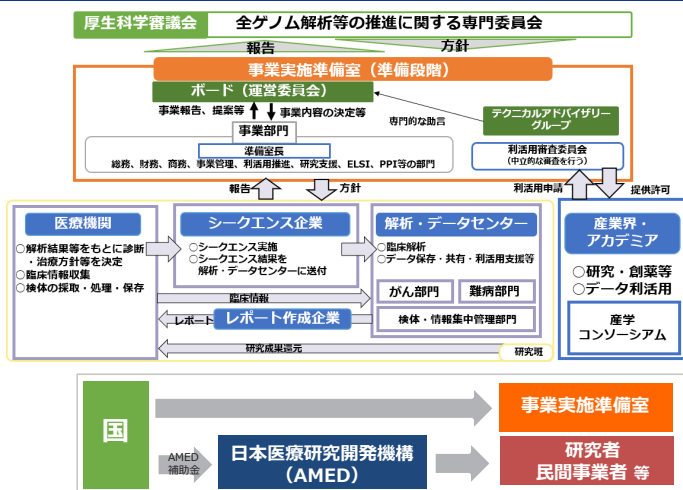 厚生科学審議会 全ゲノム解析等の推進に関する専門委員会
報告
方針
事業実施準備室（準備段階）
ボード（運営委員会）
事業報告、提案等
事業内容の決定等
専門的な助言
テクニカルアドバイザリー
グループ
事業部門
準備室長
総務、財務、商務、事業管理、利活用推進、研究支援、ELSI、PPI等の部門
利活用審査委員会
（中立的な審査を行う）
報告
方針
利活用申請
提供許可
医療機関
○解析結果等をもとに診断
・治療方針等を決定
○臨床情報収集
○検体の採取・処理・保存
シークエンス企業
○シークエンス実施
○シークエンス結果を
解析・データセンターに送付
解析・データセンター
○臨床解析
○データ保存・共有・利活用支援等
がん部門
難病部門
検体・情報集中管理部門
臨床情報
レポート
レポート作成企業
研究成果還元
研究班
産業界・
アカデミア
○研究・創薬等
○データ利活用
産学
コンソーシアム
国
事業実施準備室
AMED
補助金
日本医療研究開発機構
（AMED）
研究者
民間事業者 等